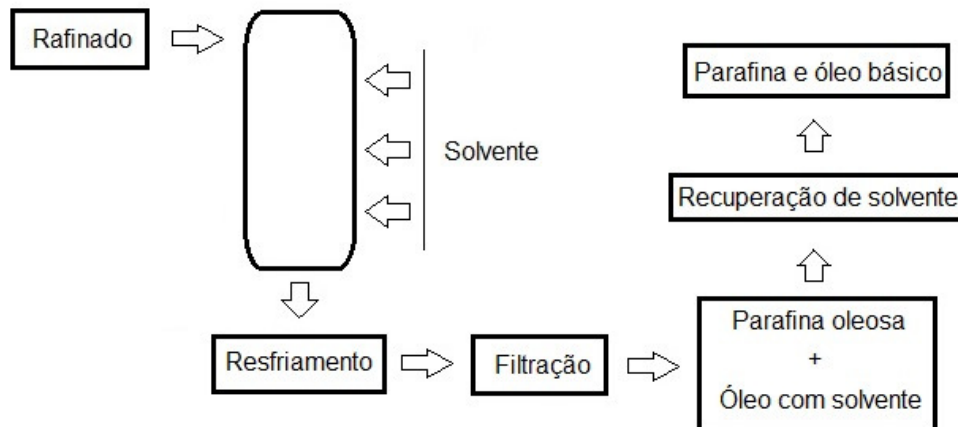 Rafinado
Solvente
Resfriamento
Filtração
Parafina oleosa
+
Óleo com solvente
Recuperação de solvente
Parafina e óleo básico